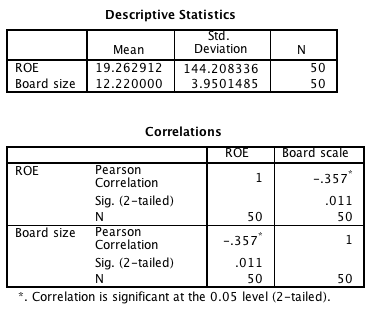 Descriptive Statistics
Mean Std. Deviation N
ROE 19.262912 144.208336 50
Board size 12.220000 3.9501485 50
Correlations
ROE Board scale
ROE Pearson Correlation 1 -.357*
Sig. (2-tailed) .011
N 50 50
Board size Pearson Correlation -.357* 1
Sig. (2-tailed) .011
N 50 50
*. Correlation is significant at the 0.05 level (2-tailed).